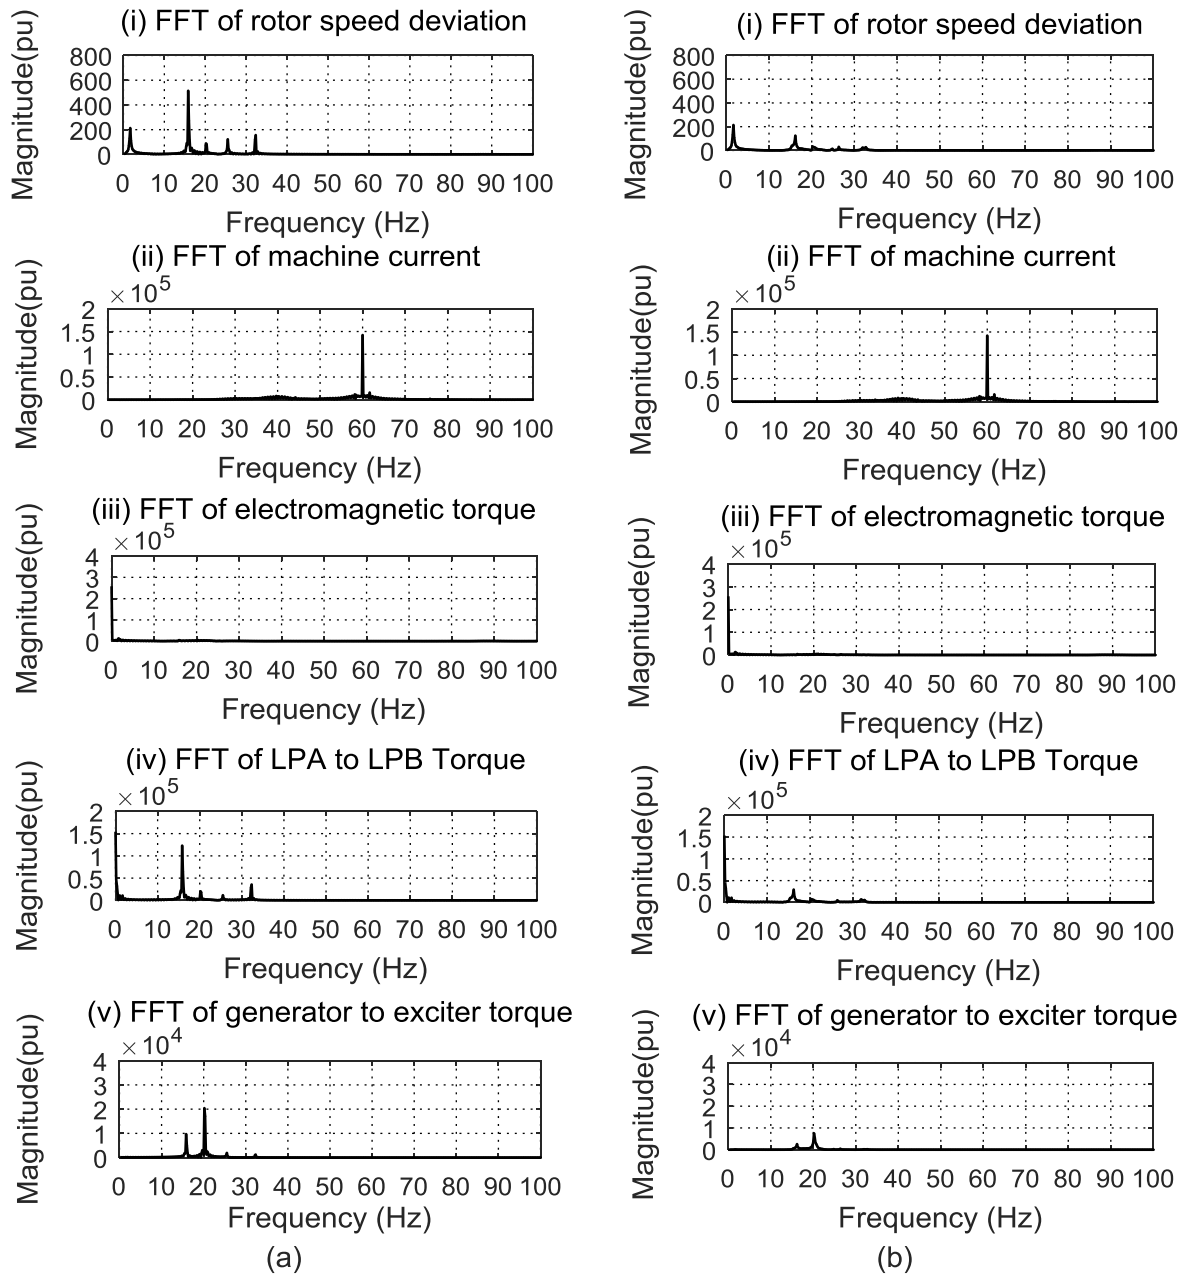 (i) FFT of rotor speed deviation
Magnitude(pu)
800
600
400
200
0
0 10 20 30 40 50 60 70 80 90 100
Frequency (Hz)
(ii) FFT of machine current
× 10^5
Magnitude(pu)
2
1.5
1
0.5
0
0 10 20 30 40 50 60 70 80 90 100
Frequency (Hz)
(iii) FFT of electromagnetic torque
× 10^5
Magnitude(pu)
4
3
2
1
0
0 10 20 30 40 50 60 70 80 90 100
Frequency (Hz)
(iv) FFT of LPA to LPB Torque
× 10^5
Magnitude(pu)
2
1.5
1
0.5
0
0 10 20 30 40 50 60 70 80 90 100
Frequency (Hz)
(v) FFT of generator to exciter torque
× 10^4
Magnitude(pu)
4
3
2
1
0
0 10 20 30 40 50 60 70 80 90 100
Frequency (Hz)
(a)
(i) FFT of rotor speed deviation
Magnitude(pu)
800
600
400
200
0
0 10 20 30 40 50 60 70 80 90 100
Frequency (Hz)
(ii) FFT of machine current
× 10^5
Magnitude(pu)
2
1.5
1
0.5
0
0 10 20 30 40 50 60 70 80 90 100
Frequency (Hz)
(iii) FFT of electromagnetic torque
× 10^5
Magnitude(pu)
4
3
2
1
0
0 10 20 30 40 50 60 70 80 90 100
Frequency (Hz)
(iv) FFT of LPA to LPB Torque
× 10^5
Magnitude(pu)
2
1.5
1
0.5
0
0 10 20 30 40 50 60 70 80 90 100
Frequency (Hz)
(v) FFT of generator to exciter torque
× 10^4
Magnitude(pu)
4
3
2
1
0
0 10 20 30 40 50 60 70 80 90 100
Frequency (Hz)
(b)